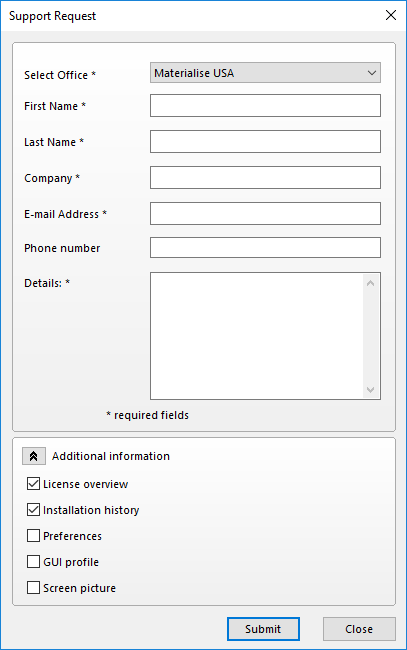 Support Request
Select Office * Materialise USA
First Name *
Last Name *
Company *
E-mail Address *
Phone number
Details: *
* required fields
Additional information
License overview
Installation history
Preferences
GUI profile
Screen picture
Submit Close